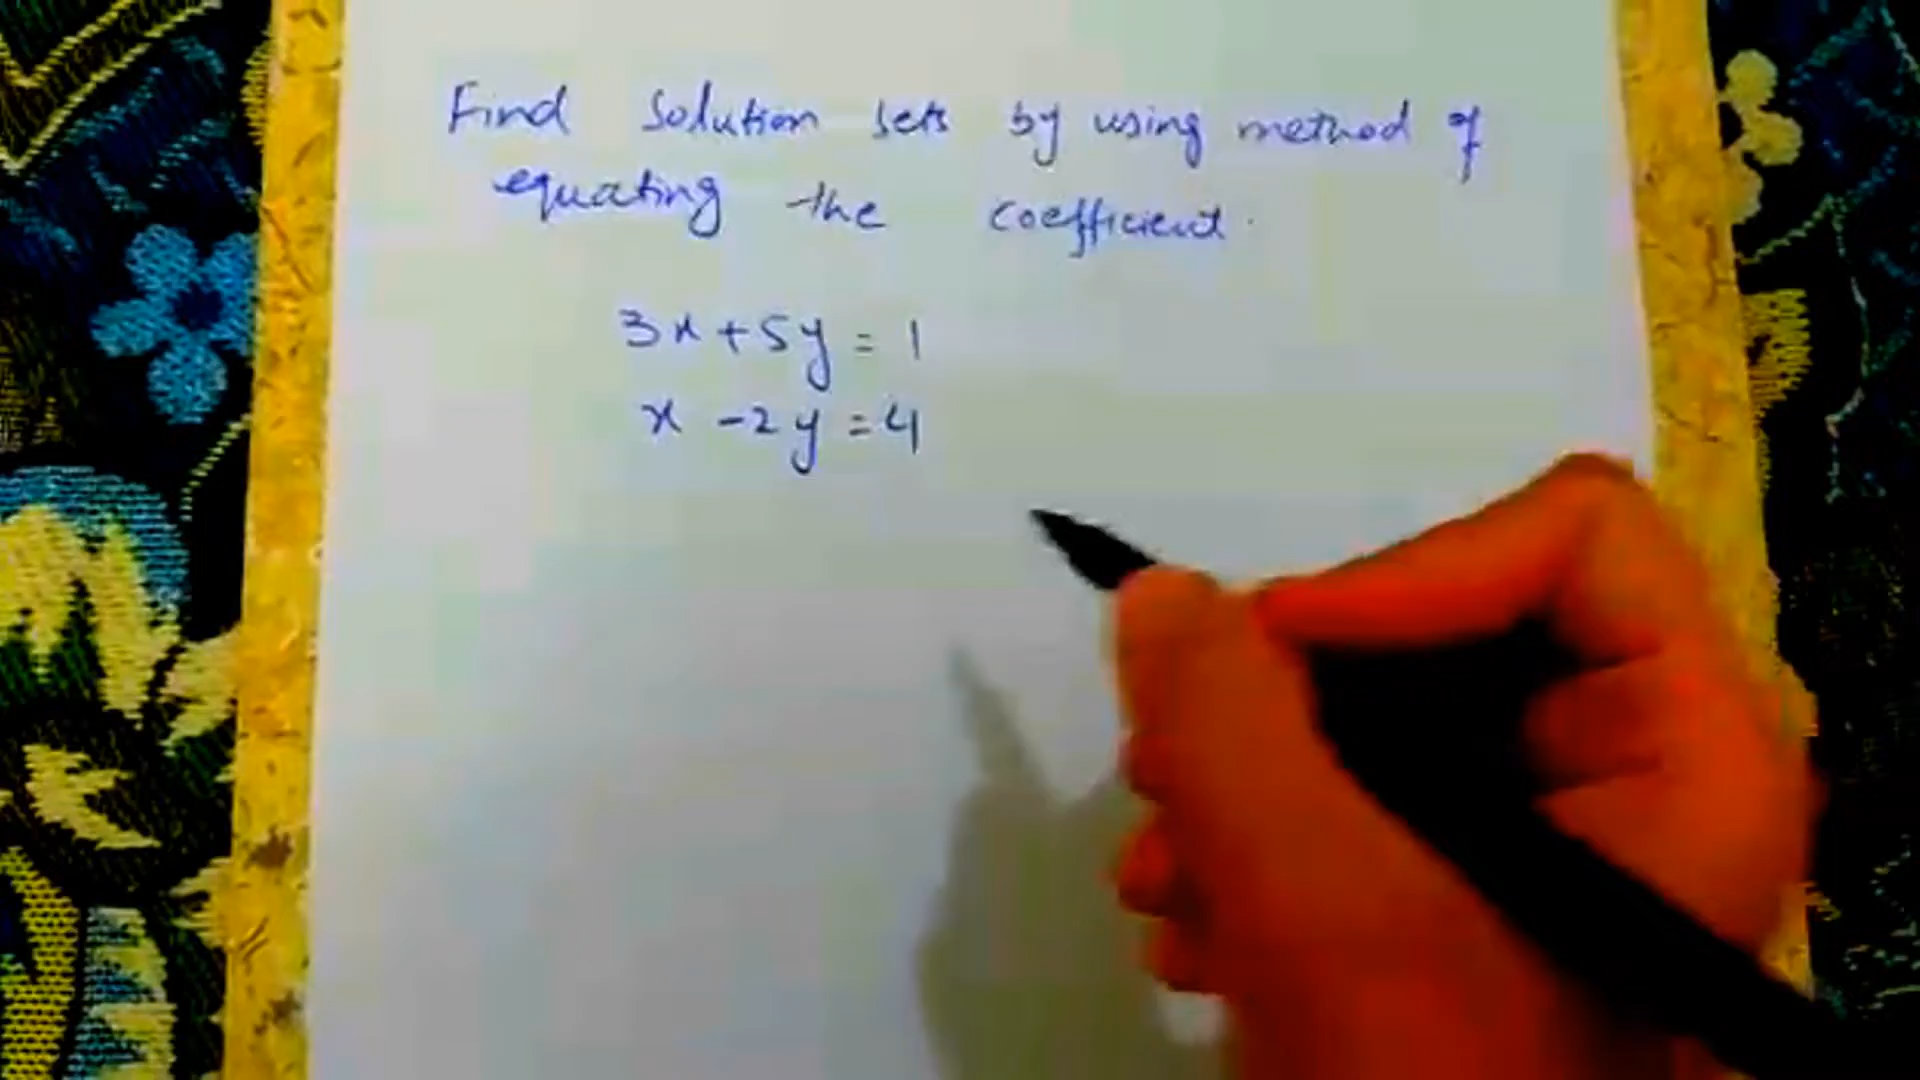 Find solution sets by using method of
equating the coefficient.
3x+5y=1
x-2y=4